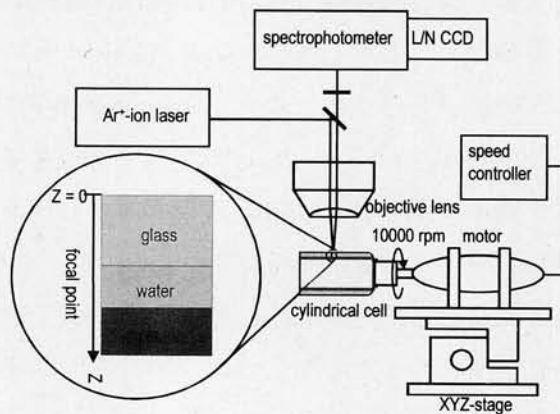 spectrophotometer
L/N CCD
Ar⁺-ion laser
speed
controller
objective lens
Z = 0
glass
10000 rpm
motor
focal point
water
cylindrical cell
Z
XYZ-stage